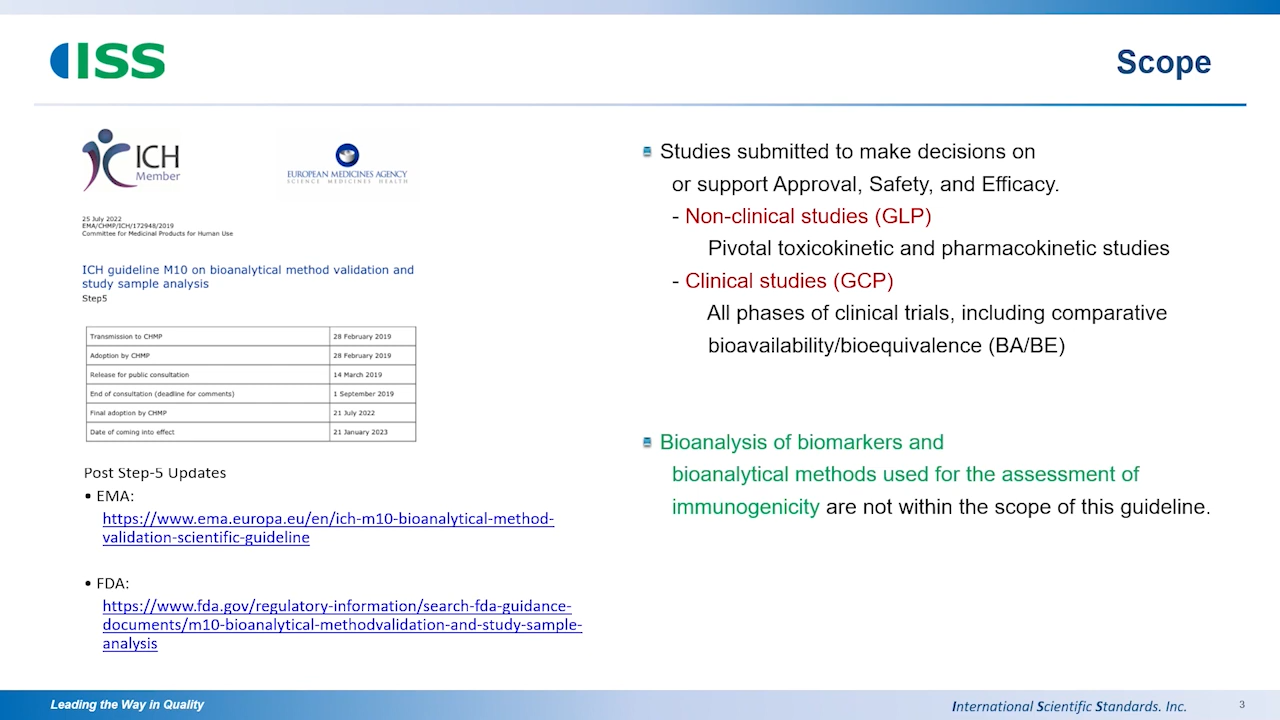 ISS
Scope
ICH
Member
EUROPEAN MEDICINES AGENCY
SCIENCE MEDICINES HEALTH
25 July 2022
EMA/CHMP/ICH/172948/2019
Committee for Medicinal Products for Human Use
ICH guideline M10 on bioanalytical method validation and
study sample analysis
Step5
Transmission to CHMP 28 February 2019
Adoption by CHMP 28 February 2019
Release for public consultation 14 March 2019
End of consultation (deadline for comments) 1 September 2019
Final adoption by CHMP 21 July 2022
Date of coming into effect 21 January 2023
Post Step-5 Updates
• EMA:
https://www.ema.europa.eu/en/ich-m10-bioanalytical-method-
validation-scientific-guideline
• FDA:
https://www.fda.gov/regulatory-information/search-fda-guidance-
documents/m10-bioanalytical-methodvalidation-and-study-sample-
analysis
Studies submitted to make decisions on
or support Approval, Safety, and Efficacy.
- Non-clinical studies (GLP)
Pivotal toxicokinetic and pharmacokinetic studies
- Clinical studies (GCP)
All phases of clinical trials, including comparative
bioavailability/bioequivalence (BA/BE)
Bioanalysis of biomarkers and
bioanalytical methods used for the assessment of
immunogenicity are not within the scope of this guideline.
Leading the Way in Quality
International Scientific Standards. Inc.
3